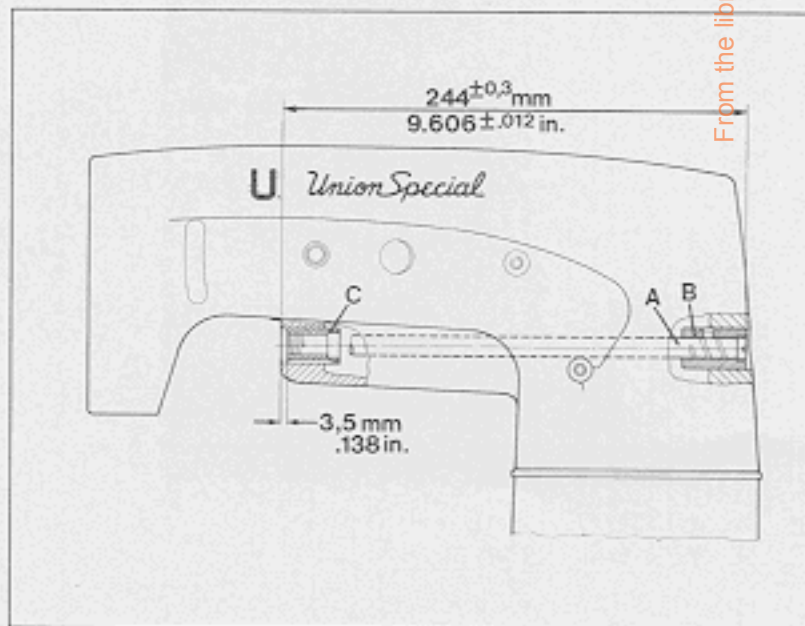 From the lib
244±0,3mm
9.606±.012 in.
U Union Special
C
A
B
3,5 mm
.138 in.